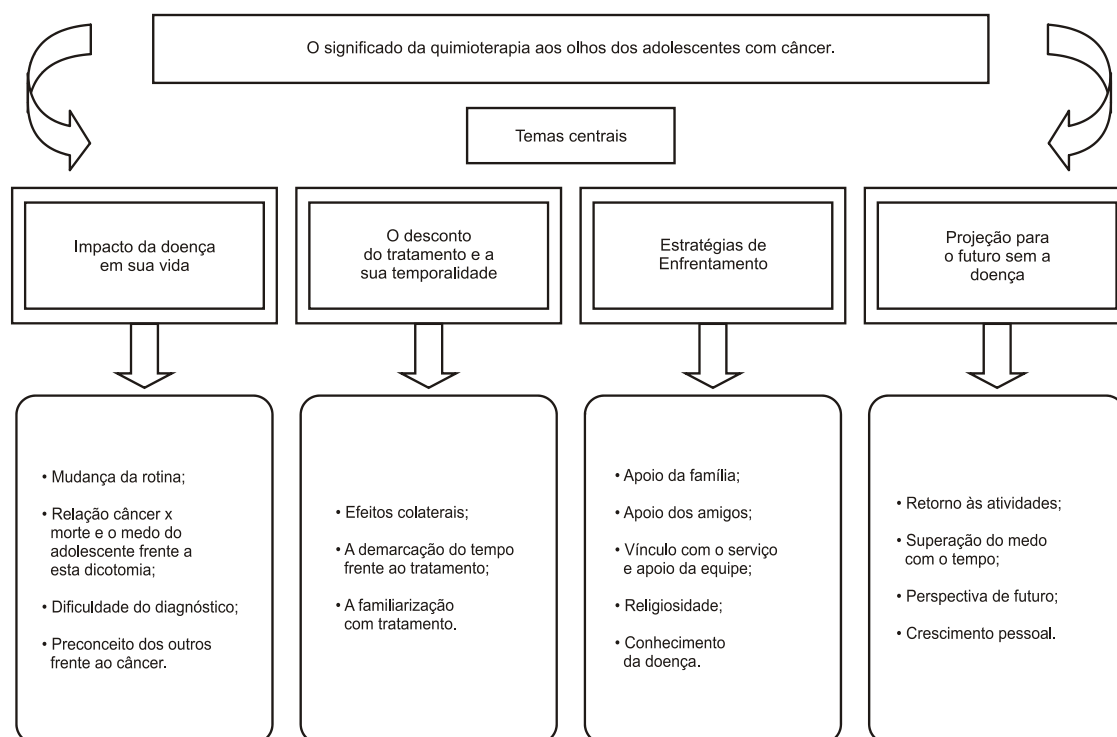 O significado da quimioterapia aos olhos dos adolescentes com câncer.
Temas centrais
Impacto da doença
em sua vida
O desconto
do tratamento e a
sua temporalidade
Estratégias de
Enfrentamento
Projeção para
o futuro sem a
doença
• Mudança da rotina;
• Relação câncer x
morte e o medo do
adolescente frente a
esta dicotomia;
• Dificuldade do diagnóstico;
• Preconceito dos outros
frente ao câncer.
• Efeitos colaterais;
• A demarcação do tempo
frente ao tratamento;
• A familiarização
com tratamento.
• Apoio da família;
• Apoio dos amigos;
• Vínculo com o serviço
e apoio da equipe;
• Religiosidade;
• Conhecimento
da doença.
• Retorno às atividades;
• Superação do medo
com o tempo;
• Perspectiva de futuro;
• Crescimento pessoal.